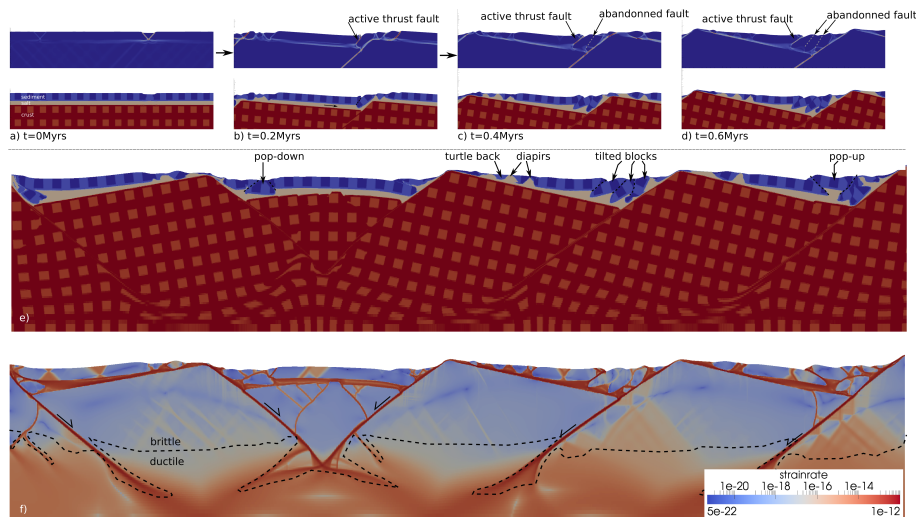 active thrust fault
active thrust fault
abandonned fault
active thrust fault
abandonned fault
sediment
salt
crust
a) t=0Myrs
b) t=0.2Myrs
c) t=0.4Myrs
d) t=0.6Myrs
pop-down
turtle back
diapirs
tilted blocks
pop-up
e)
brittle
ductile
strainrate
1e-20
1e-18
1e-16
1e-14
5e-22
1e-12
f)